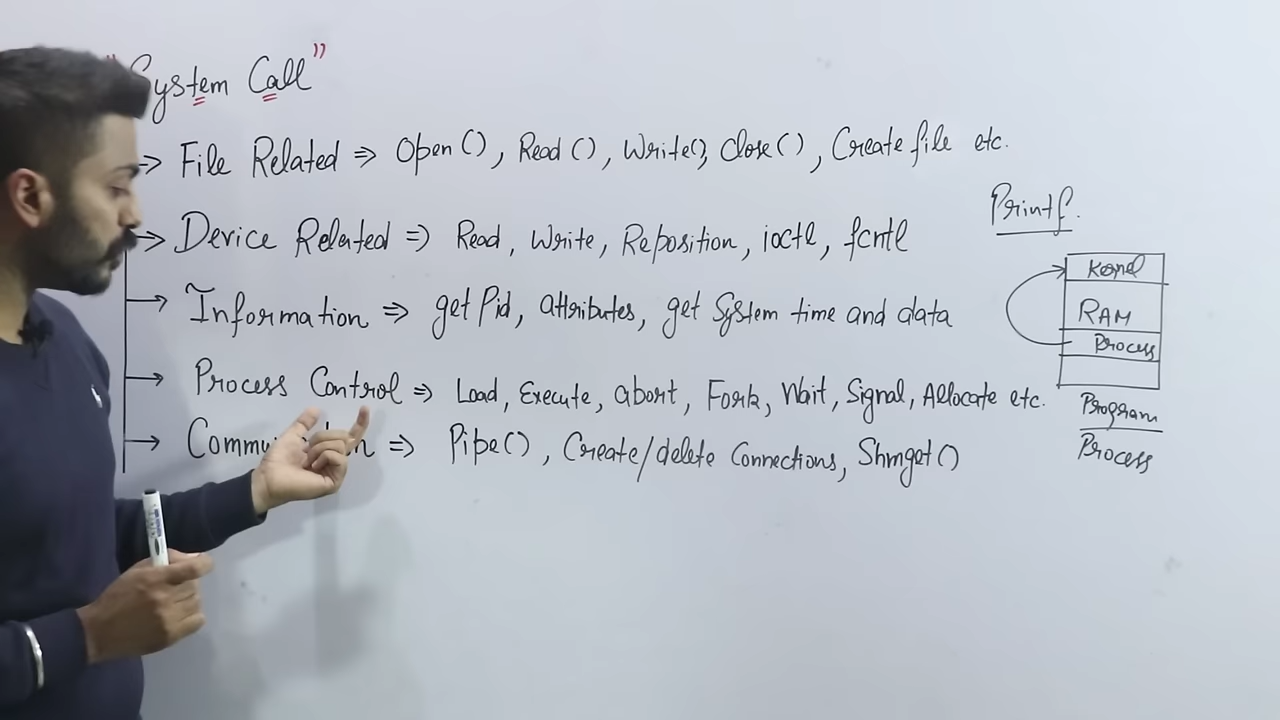 "System Call"
→ File Related ⇒ Open(), Read(), Write(), Close(), Create file etc.
→ Device Related ⇒ Read, Write, Reposition, ioctl, fcntl
→ Information ⇒ get Pid, attributes, get System time and data
→ Process Control ⇒ Load, Execute, abort, Fork, Wait, Signal, Allocate etc.
→ ⇒ Pipe(), Create/delete Connections, Shmget()
Printf.
Kernel
RAM
Process
Program
Process